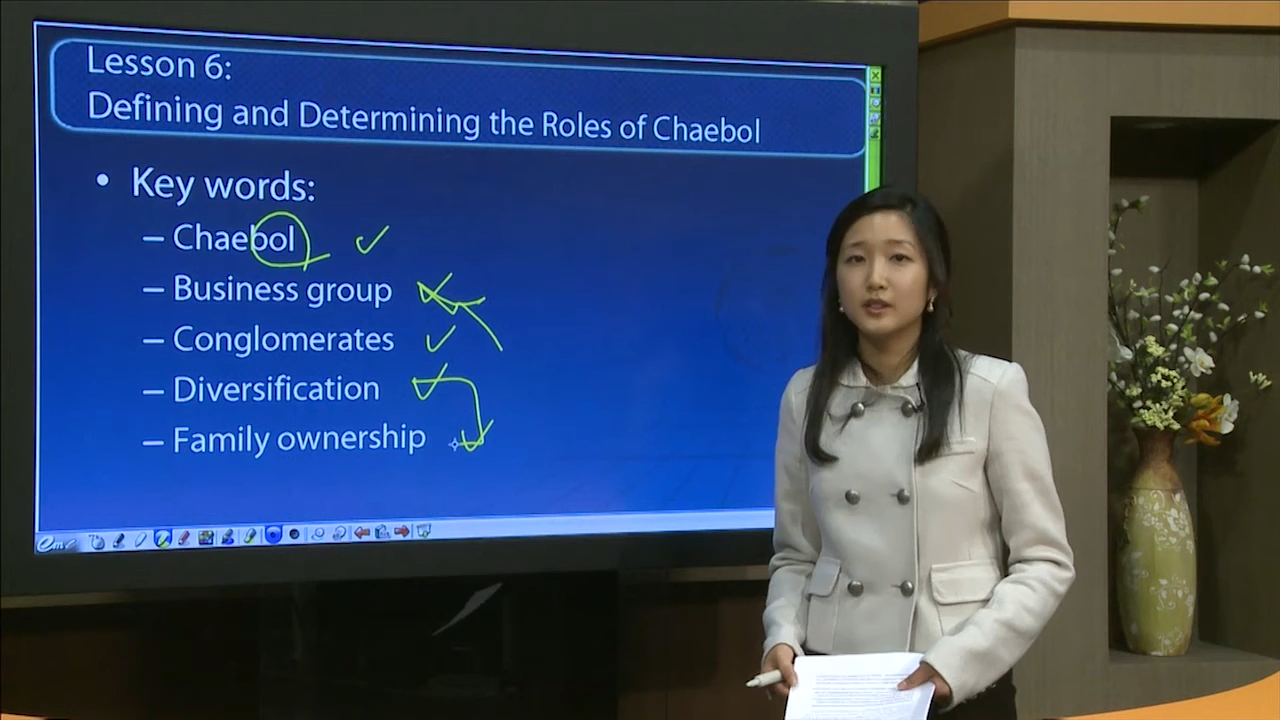 Lesson 6:
Defining and Determining the Roles of Chaebol
• Key words:
– Chaebol
– Business group
– Conglomerates
– Diversification
– Family ownership